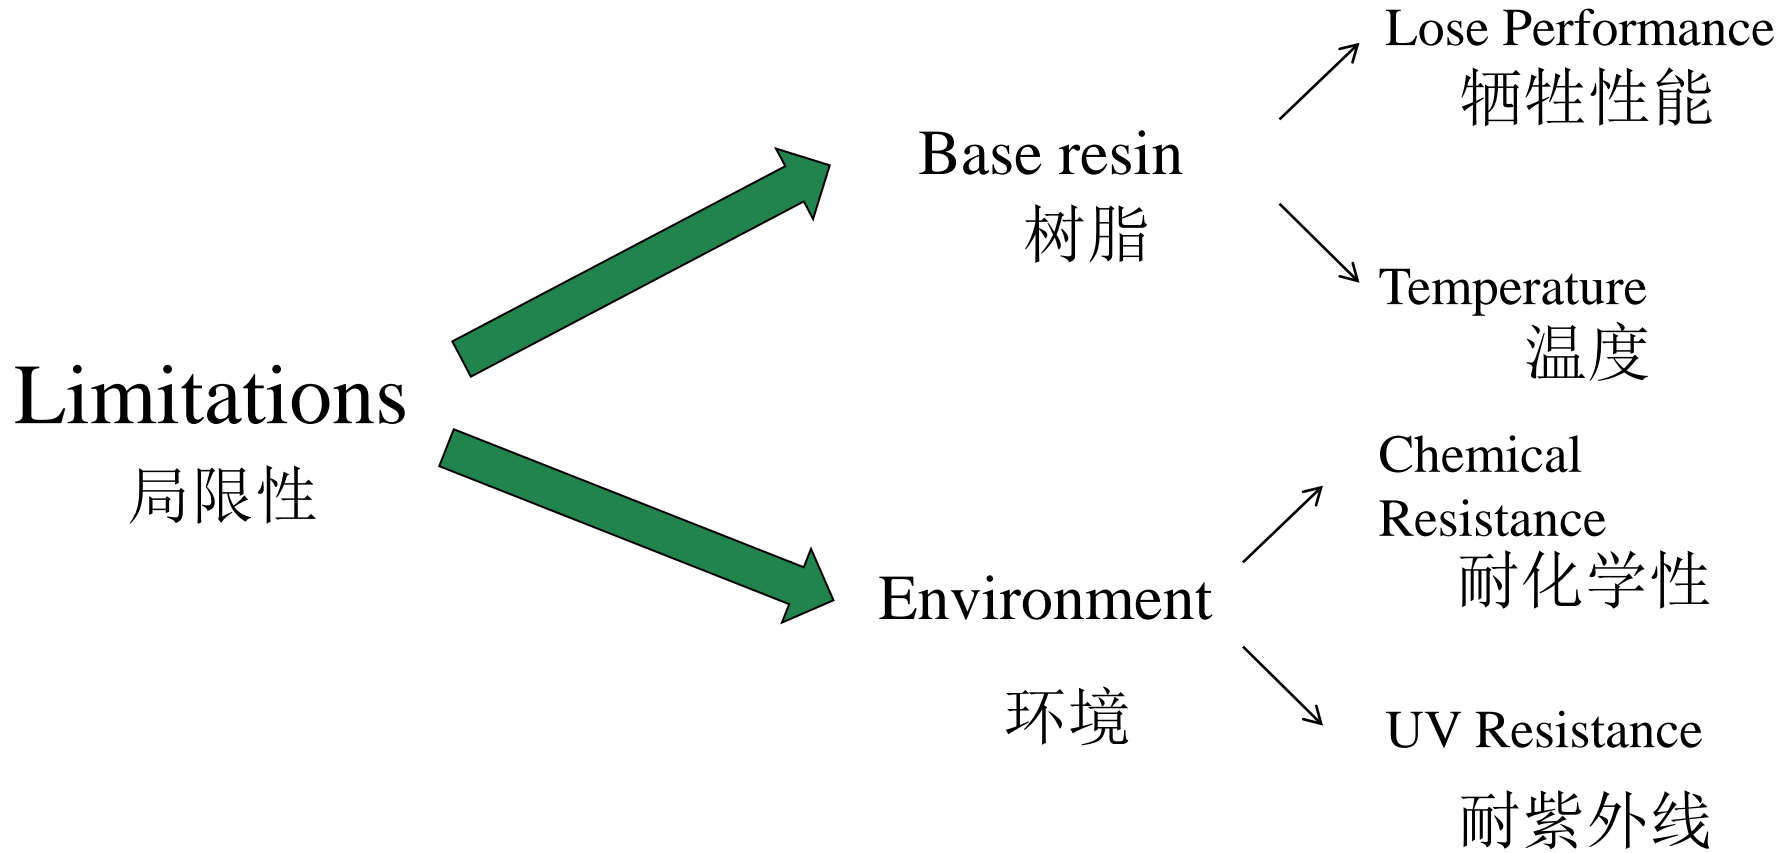 Limitations
局限性
Base resin
树脂
Lose Performance
牺牲性能
Temperature
温度
Environment
环境
Chemical
Resistance
耐化学性
UV Resistance
耐紫外线